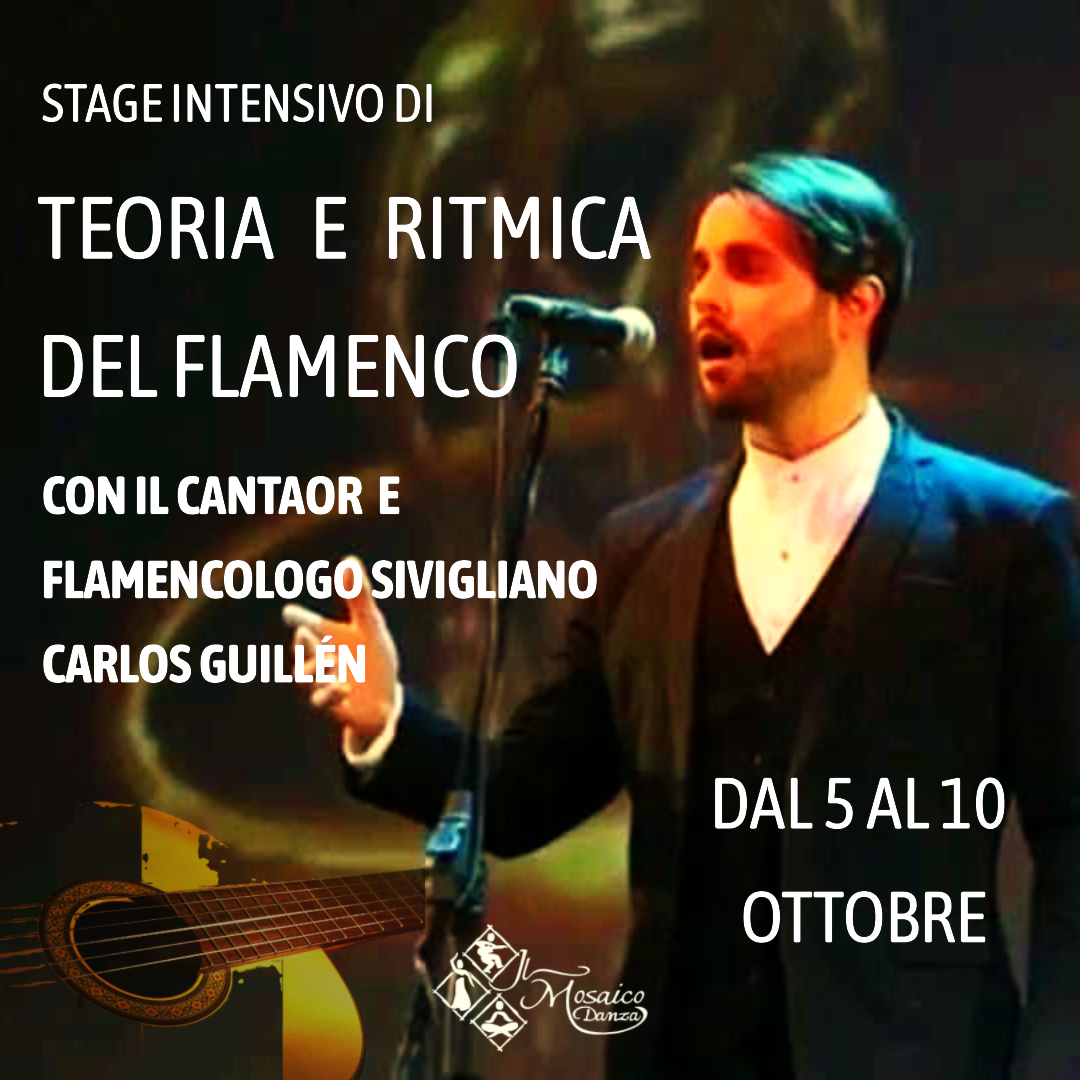 STAGE INTENSIVO DI
TEORIA E RITMICA
DEL FLAMENCO
CON IL CANTAOR E
FLAMENCOLOGO SIVIGLIANO
CARLOS GUILLÉN
DAL 5 AL 10
OTTOBRE
Il
Mosaico
Danza